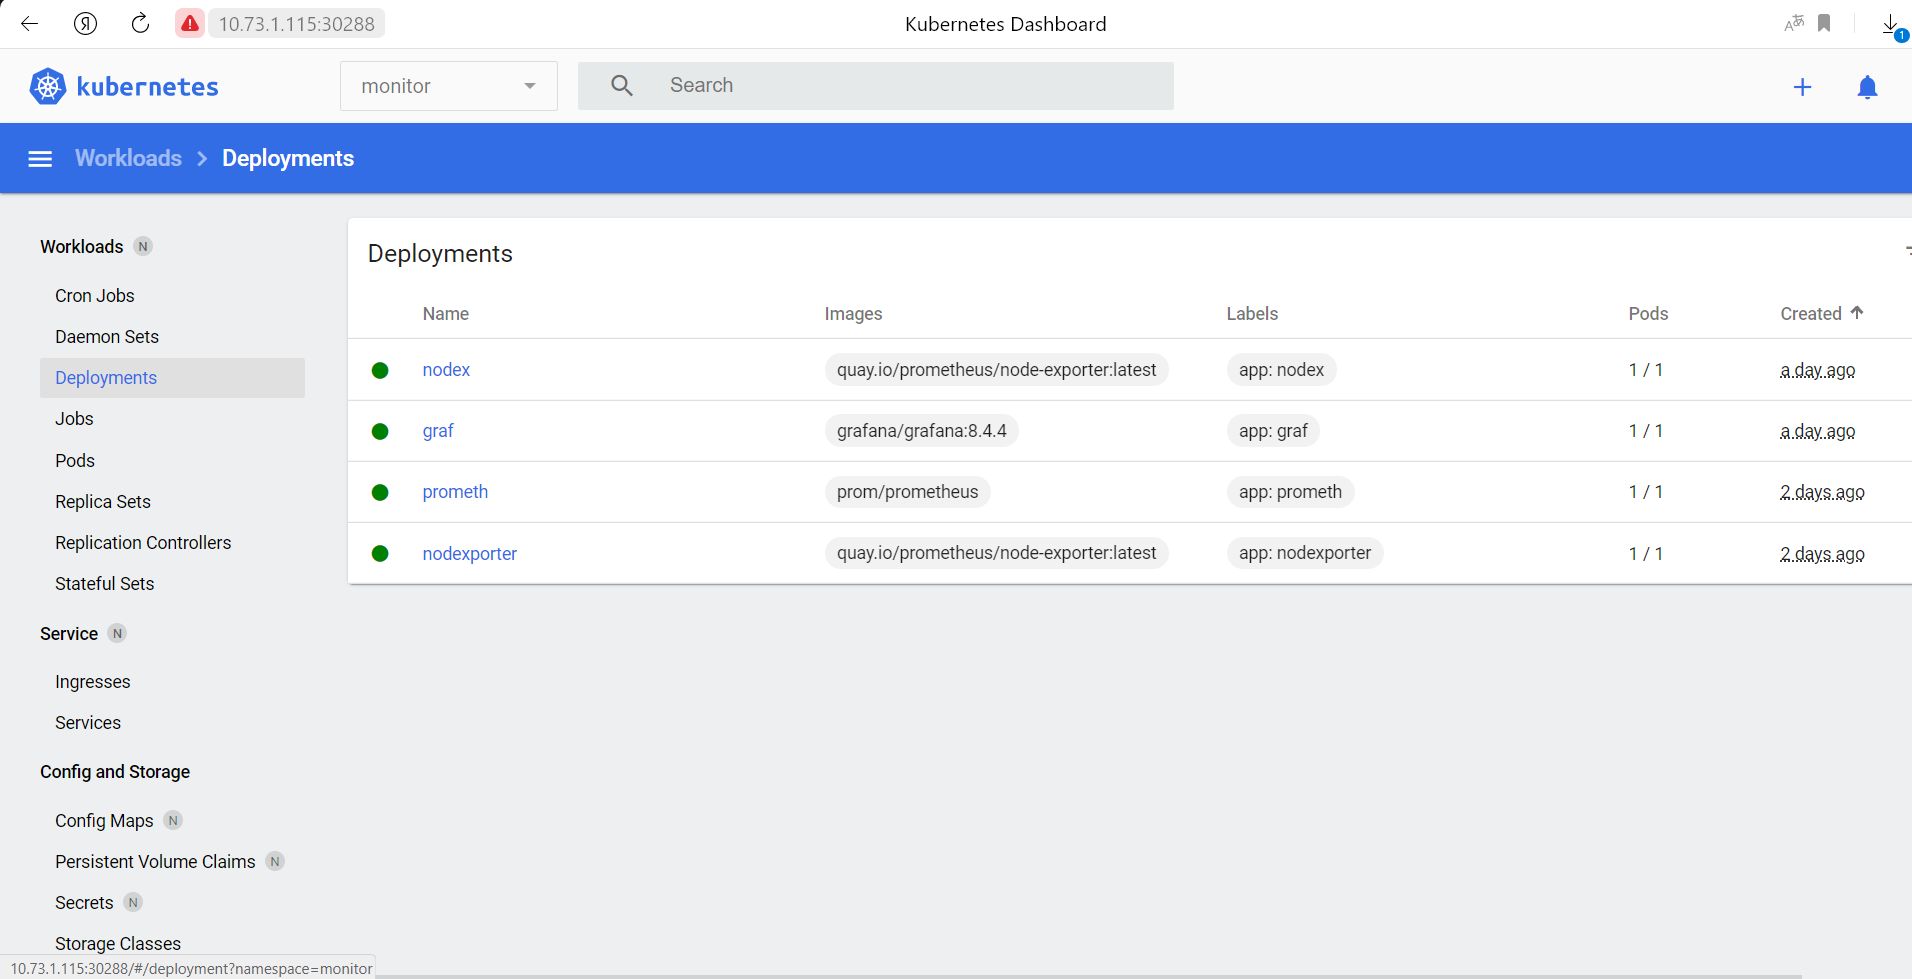 Я 10.73.1.115:30288 Kubernetes Dashboard 1
kubernetes monitor Search
Workloads Deployments
Workloads N
Cron Jobs
Daemon Sets
Deployments
Jobs
Pods
Replica Sets
Replication Controllers
Stateful Sets
Service N
Ingresses
Services
Config and Storage
Config Maps N
Persistent Volume Claims N
Secrets N
Storage Classes
Deployments
Name Images Labels Pods Created
nodex quay.io/prometheus/node-exporter:latest app: nodex 1 / 1 a day ago
graf grafana/grafana:8.4.4 app: graf 1 / 1 a day ago
prometh prom/prometheus app: prometh 1 / 1 2 days ago
nodexporter quay.io/prometheus/node-exporter:latest app: nodexporter 1 / 1 2 days ago
10.73.1.115:30288/#/deployment?namespace=monitor